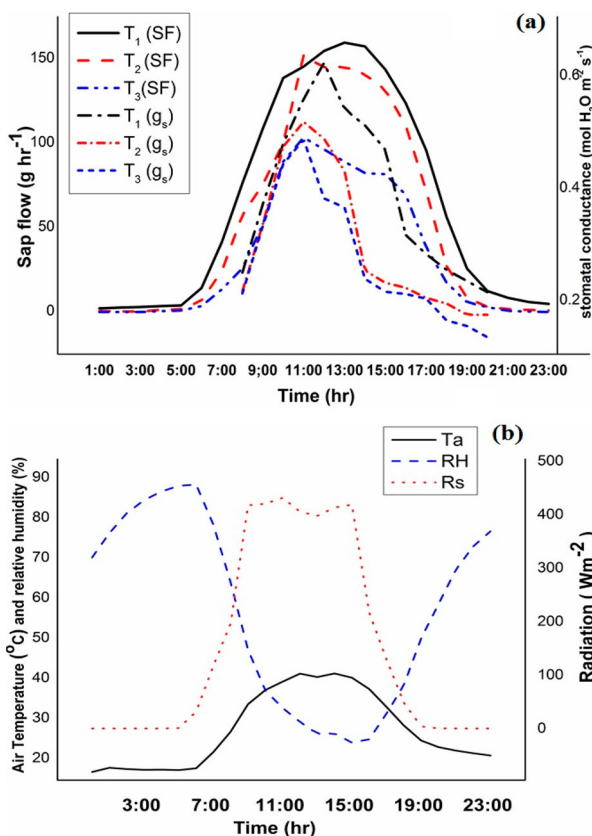 (a)
T1 (SF)
T2 (SF)
T3(SF)
T1 (gs)
T2 (gs)
T3 (gs)
Sap flow (g hr-1)
150
100
50
0
stomatal conductance (mol H2O m-2 s-1)
0.6
0.4
0.2
1:00 3:00 5:00 7:00 9;00 11:00 13:00 15:00 17:00 19:00 21:00 23:00
Time (hr)
(b)
Ta
RH
Rs
Air Temperature (oC) and relative humidity (%)
90
80
70
60
50
40
30
20
Radiation ( Wm-2)
500
400
300
200
100
0
3:00 7:00 11:00 15:00 19:00 23:00
Time (hr)